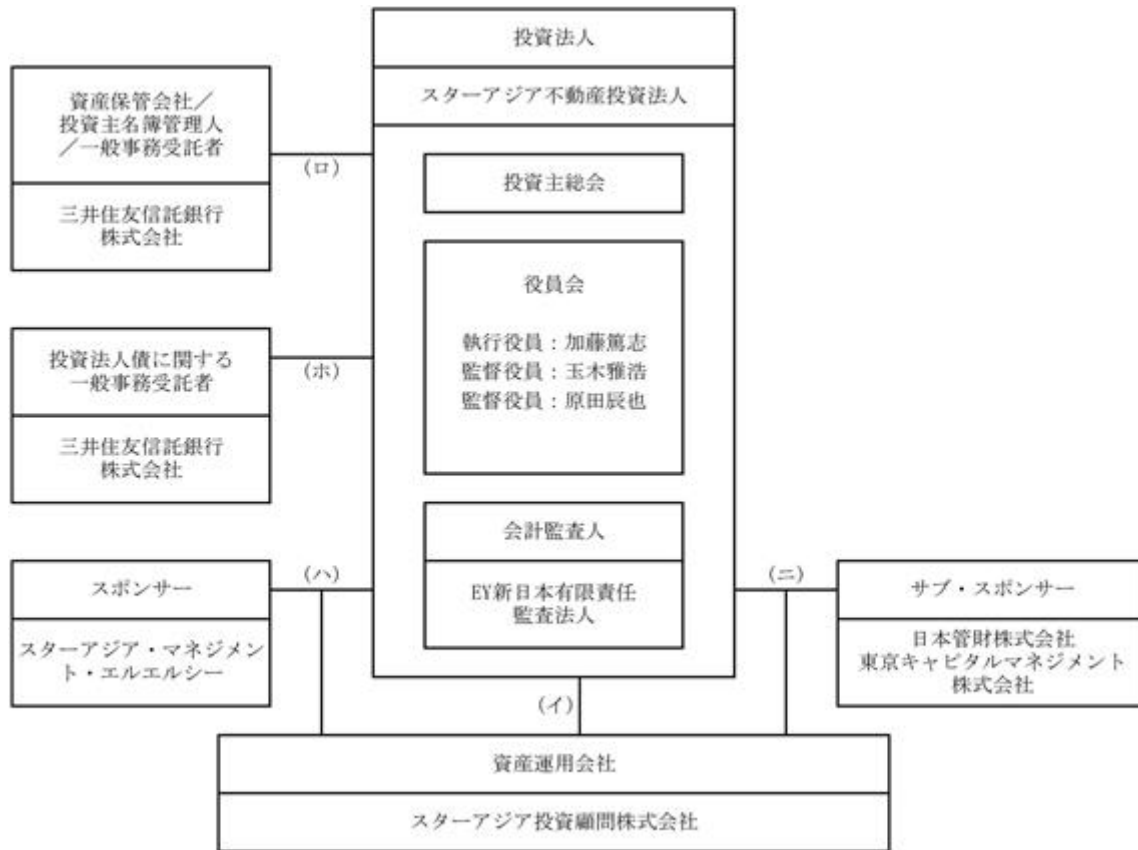 投資法人
スターアジア不動産投資法人
資産保管会社／
投資主名簿管理人
／一般事務受託者
三井住友信託銀行
株式会社
（ロ）
投資主総会
役員会
執行役員：加藤篤志
監督役員：玉木雅浩
監督役員：原田辰也
投資法人債に関する
一般事務受託者
三井住友信託銀行
株式会社
（ホ）
会計監査人
EY新日本有限責任
監査法人
スポンサー
スターアジア・マネジメン
ト・エルエルシー
（ハ）
（ニ）
サブ・スポンサー
日本管財株式会社
東京キャピタルマネジメント
株式会社
（イ）
資産運用会社
スターアジア投資顧問株式会社